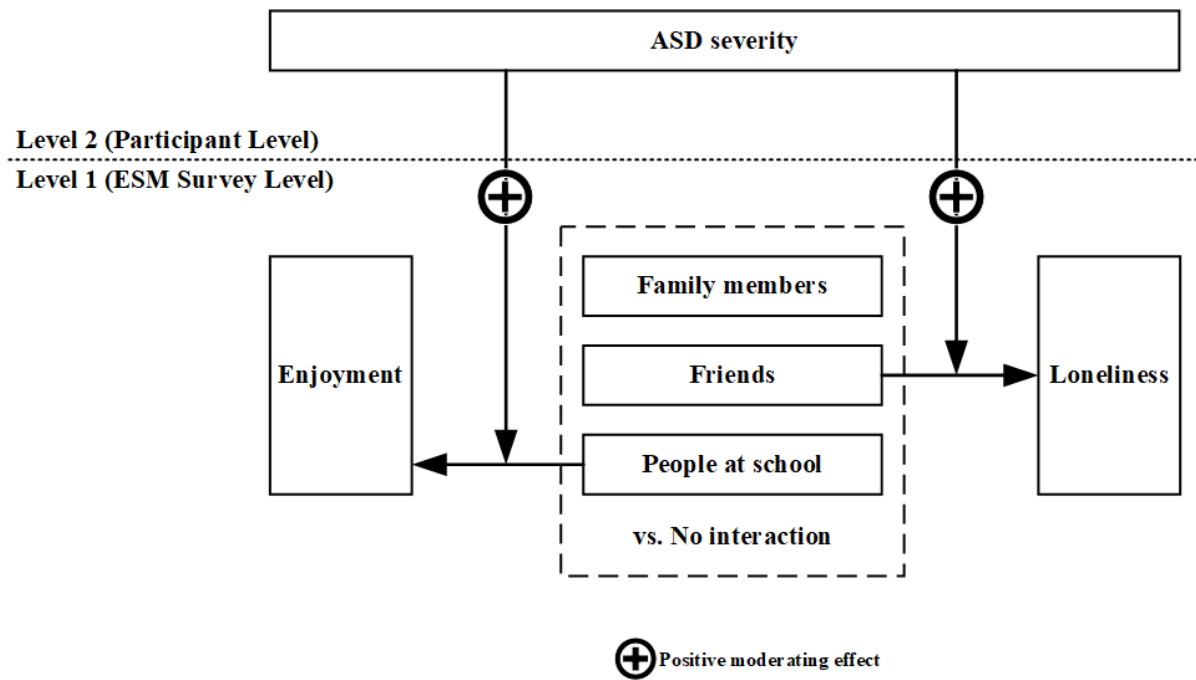 ASD severity
Level 2 (Participant Level)
Level 1 (ESM Survey Level)
Family members
Enjoyment
Friends
Loneliness
People at school
vs. No interaction
Positive moderating effect